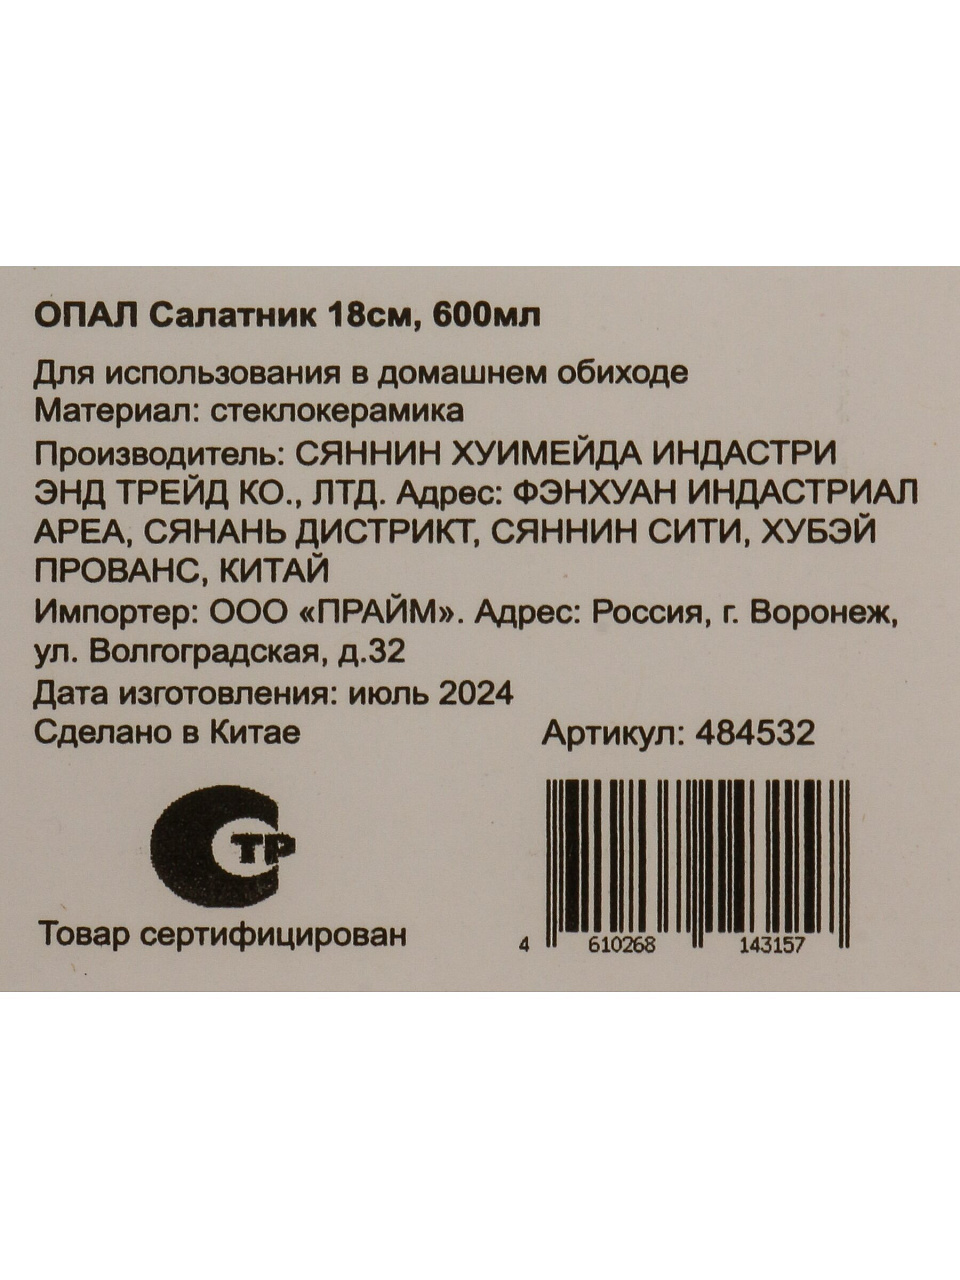 ОПАЛ Салатник 18см, 600мл
Для использования в домашнем обиходе
Материал: стеклокерамика
Производитель: СЯННИН ХУИМЕЙДА ИНДАСТРИ
ЭНД ТРЕЙД КО., ЛТД. Адрес: ФЭНХУАН ИНДАСТРИАЛ
АРЕА, СЯНАНЬ ДИСТРИКТ, СЯННИН СИТИ, ХУБЭЙ
ПРОВАНС, КИТАЙ
Импортер: ООО «ПРАЙМ». Адрес: Россия, г. Воронеж,
ул. Волгоградская, д.32
Дата изготовления: июль 2024
Сделано в Китае
Артикул: 484532
СТР
Товар сертифицирован
4 610268 143157